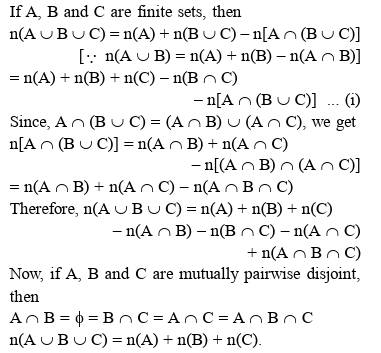 If A, B and C are finite sets, then
n(A ∪ B ∪ C) = n(A) + n(B ∪ C) – n[A ∩ (B ∪ C)]
[∵ n(A ∪ B) = n(A) + n(B) – n(A ∩ B)]
= n(A) + n(B) + n(C) – n(B ∩ C)
– n[A ∩ (B ∪ C)] ... (i)
Since, A ∩ (B ∪ C) = (A ∩ B) ∪ (A ∩ C), we get
n[A ∩ (B ∪ C)] = n(A ∩ B) + n(A ∩ C)
– n[(A ∩ B) ∩ (A ∩ C)]
= n(A ∩ B) + n(A ∩ C) – n(A ∩ B ∩ C)
Therefore, n(A ∪ B ∪ C) = n(A) + n(B) + n(C)
– n(A ∩ B) – n(B ∩ C) – n(A ∩ C)
+ n(A ∩ B ∩ C)
Now, if A, B and C are mutually pairwise disjoint,
then
A ∩ B = ϕ = B ∩ C = A ∩ C = A ∩ B ∩ C
n(A ∪ B ∪ C) = n(A) + n(B) + n(C).